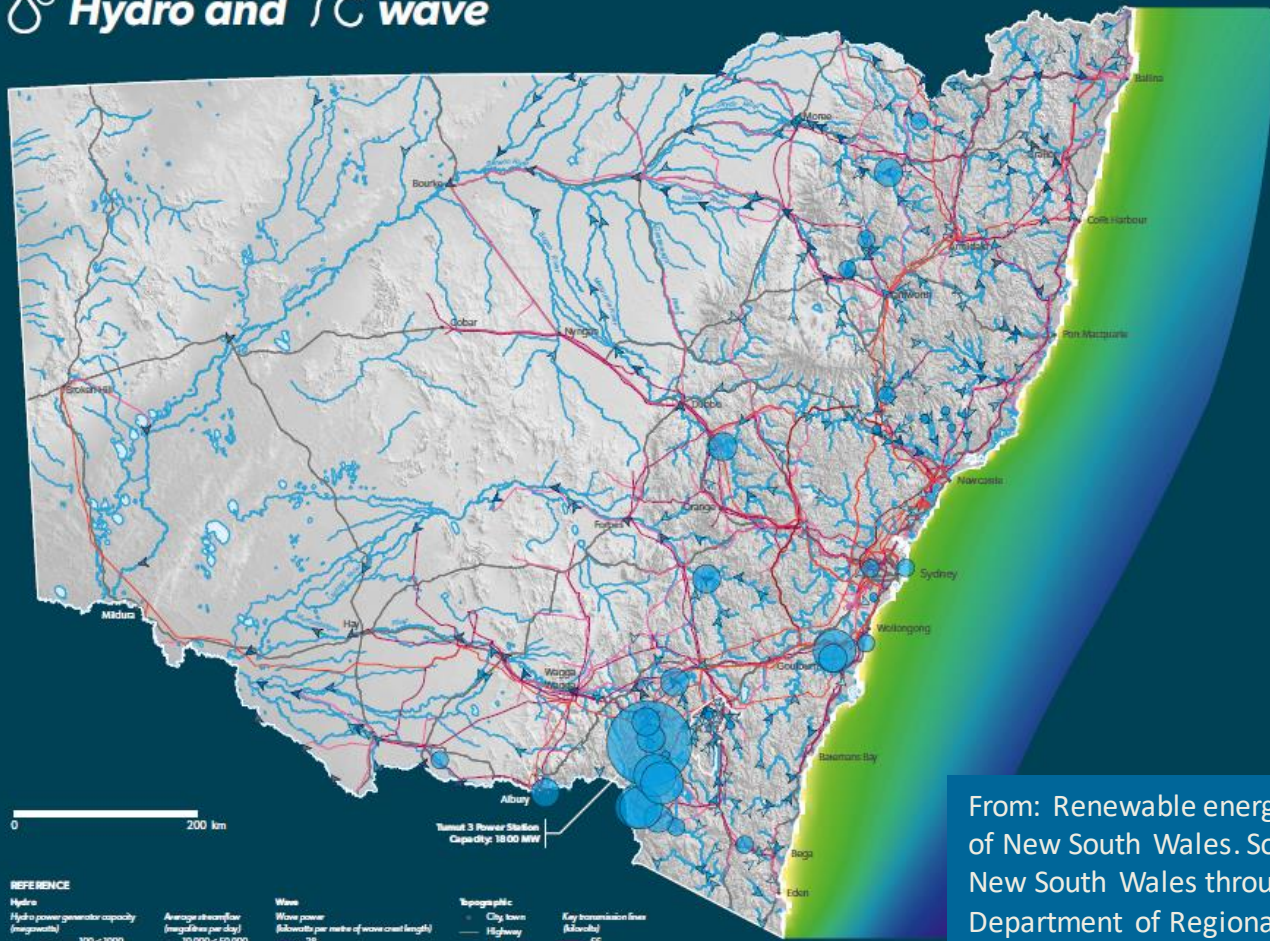 Hydro and wave
Ballina
Moree
Grafton
Bourke
Coffs Harbour
Armidale
Tamworth
Cobar
Nyngan
Port Macquarie
Broken Hill
Dubbo
Newcastle
Orange
Forbes
Sydney
Mildura
Hay
Wollongong
Goulburn
Wagga
Wagga
Batemans Bay
Albury
0 200 km
Tumut 3 Power Station
Capacity: 1800 MW
Bega
Eden
From: Renewable energ
of New South Wales. So
New South Wales throu
Department of Regiona
REFERENCE
Hydro
Hydro power generator capacity
(megawatts)
Average streamflow
(megalitres per day)
Wave
Wave power
(kilowatts per metre of wave crest length)
Topographic
City, town
Highway
Key transmission lines
(kilovolts)